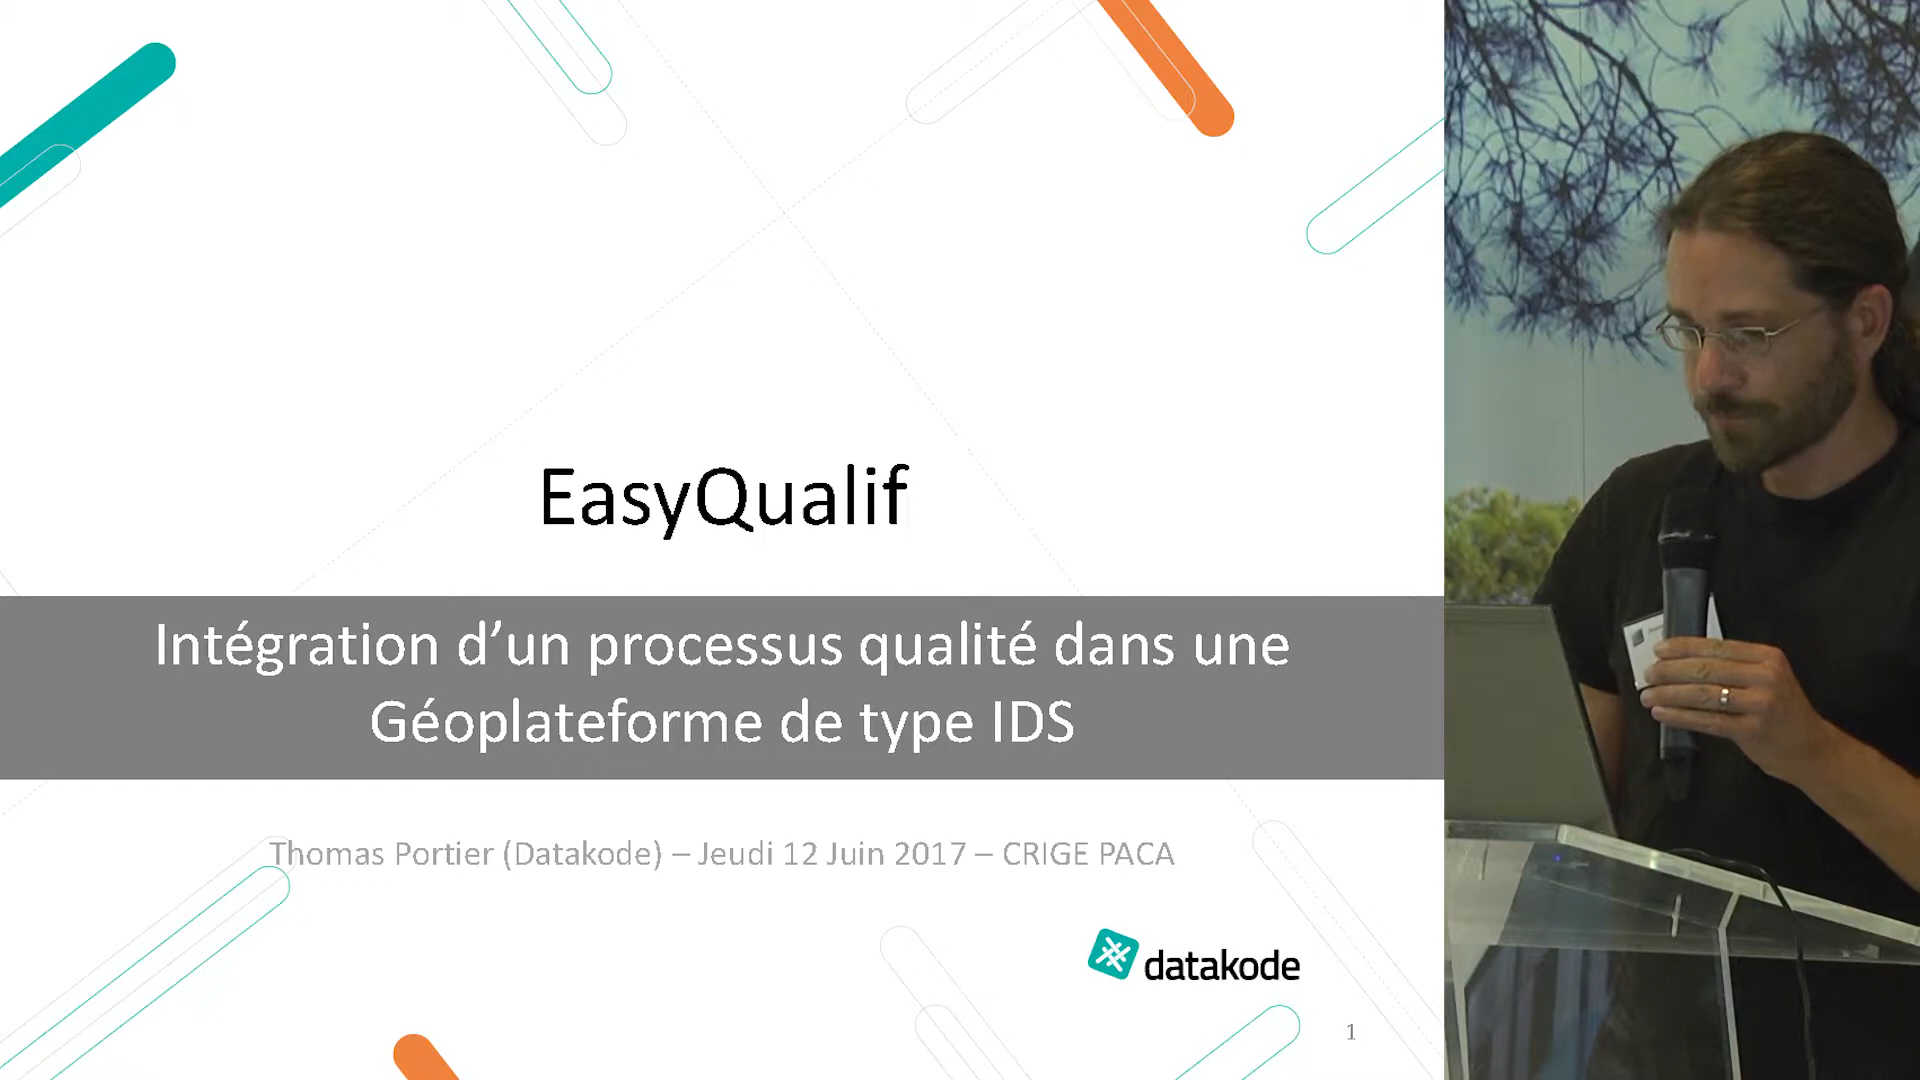 EasyQualif
Intégration d’un processus qualité dans une
Géoplateforme de type IDS
Thomas Portier (Datakode) – Jeudi 12 Juin 2017 – CRIGE PACA
datakode
1